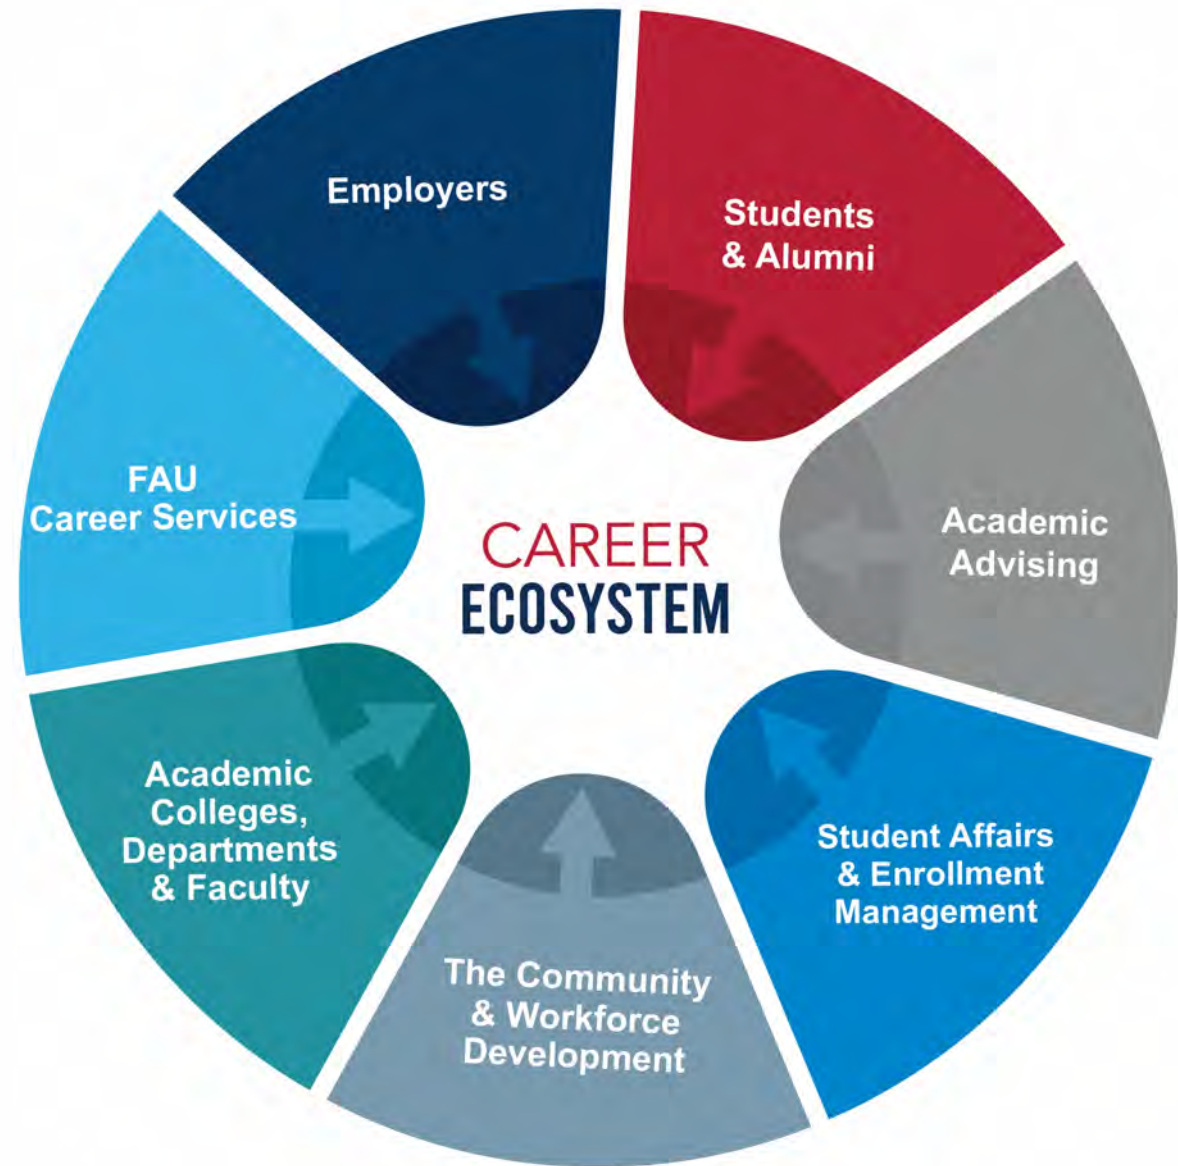 Employers
Students
& Alumni
FAU
Career Services
CAREER
ECOSYSTEM
Academic
Advising
Academic
Colleges,
Departments
& Faculty
Student Affairs
& Enrollment
Management
The Community
& Workforce
Development